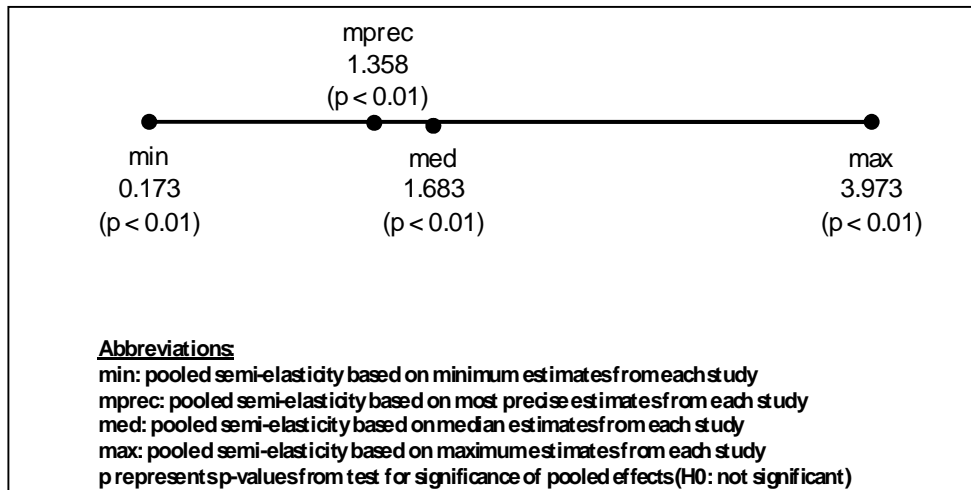 mprec
1.358
(p < 0.01)
min med max
0.173 1.683 3.973
(p < 0.01) (p < 0.01) (p < 0.01)
Abbreviations:
min: pooled semi-elasticity based on minimum estimates from each study
mprec: pooled semi-elasticity based on most precise estimates from each study
med: pooled semi-elasticity based on median estimates from each study
max: pooled semi-elasticity based on maximum estimates from each study
p represents p-values from test for significance of pooled effects (H0: not significant)